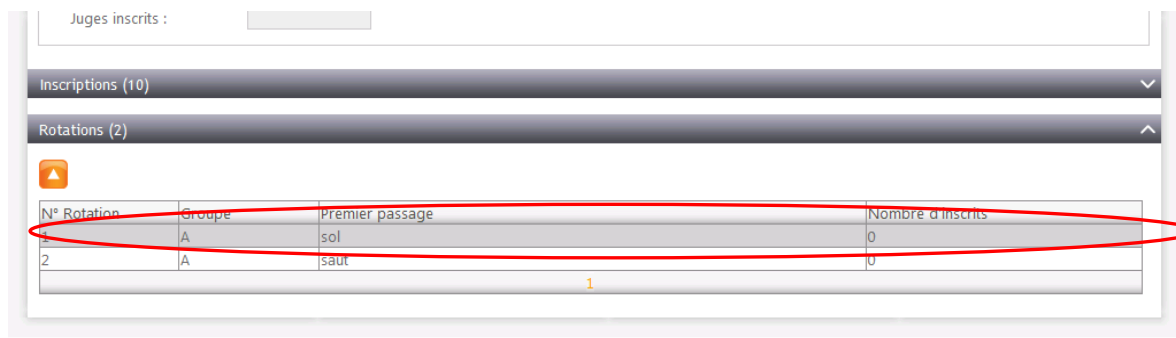 Juges inscrits :
Inscriptions (10)
Rotations (2)
N° Rotation Groupe Premier passage Nombre d'inscrits
1 A sol 0
2 A saut 0
1